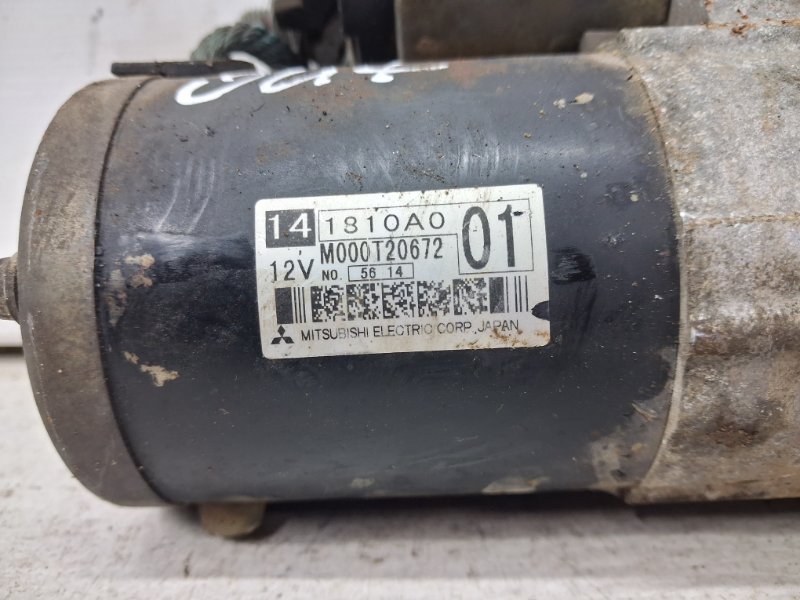 14 1810A0 01
12V M000T20672
NO. 56 14
MITSUBISHI ELECTRIC CORP. JAPAN